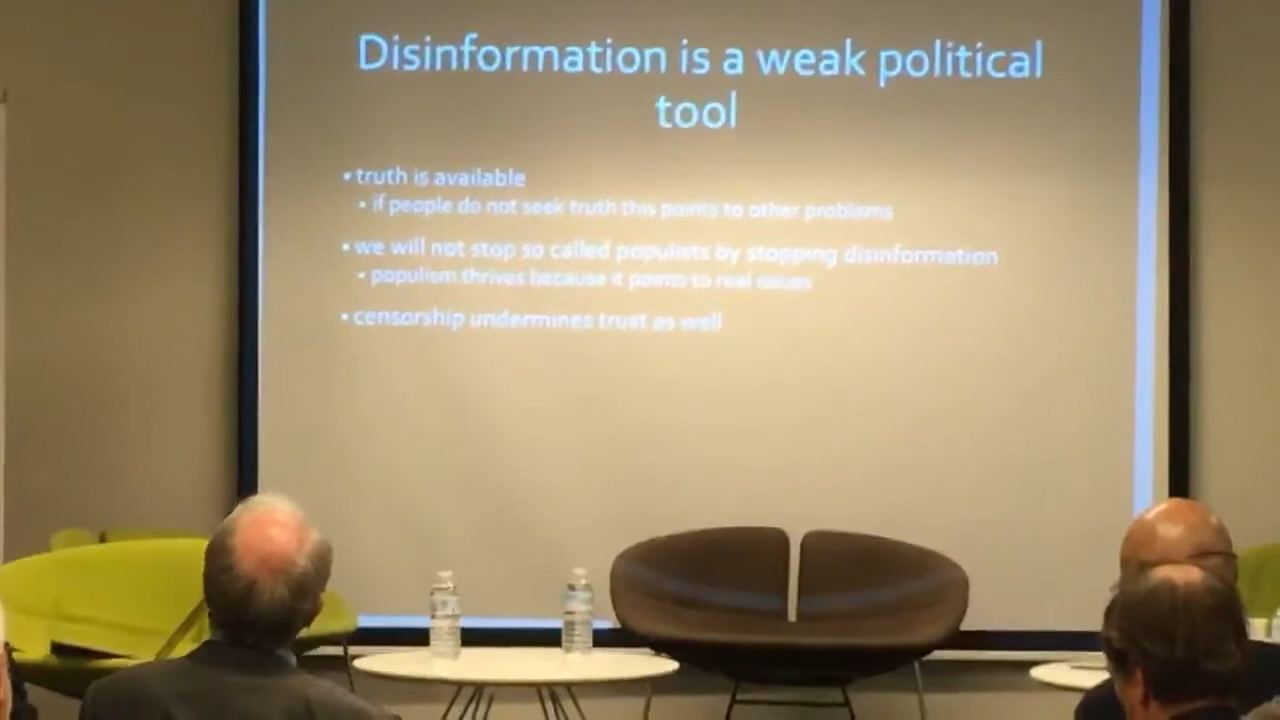 Disinformation is a weak political
tool
• truth is available
• if people do not seek truth this points to other problems
• we will not stop so called populists by stopping disinformation
• populism thrives because it points to real issues
• censorship undermines trust as well